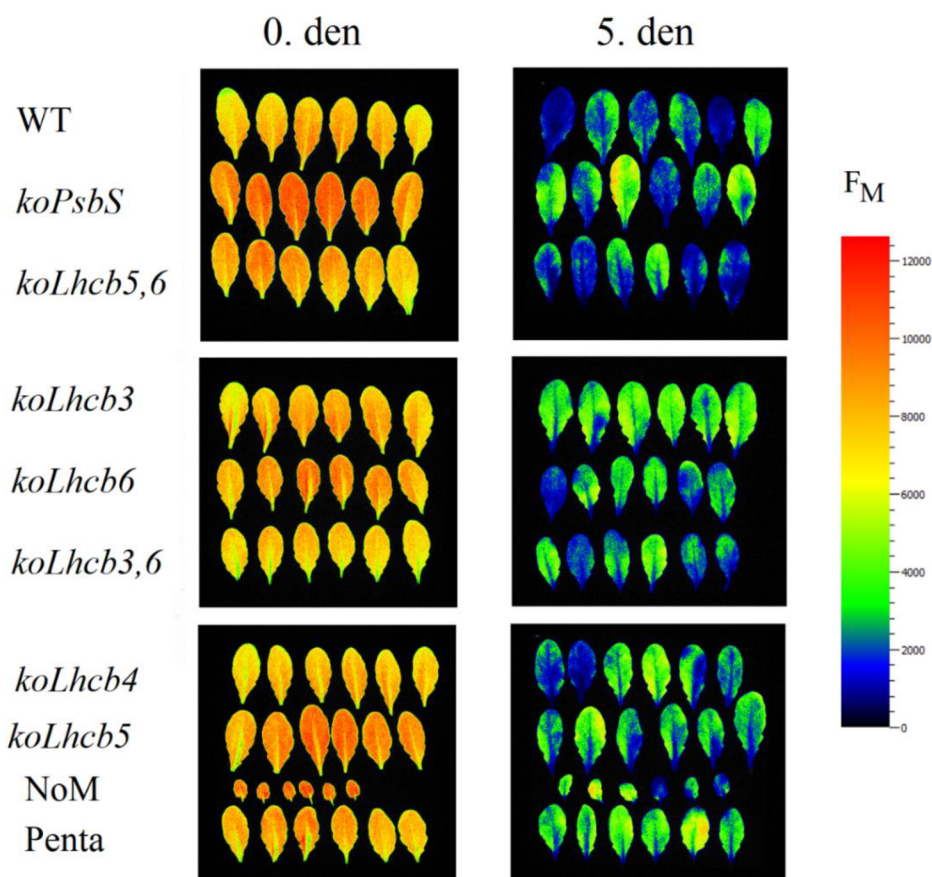 0. den 5. den
WT
koPsbS
koLhcb5,6
koLhcb3
koLhcb6
koLhcb3,6
koLhcb4
koLhcb5
NoM
Penta
FM
12000
10000
8000
6000
4000
2000
0